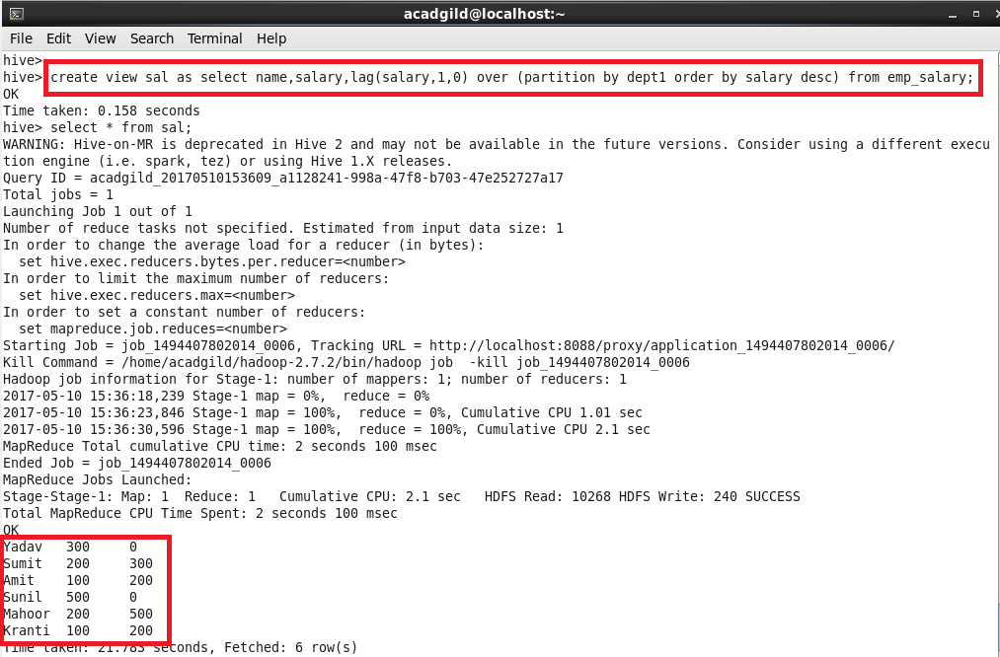 acadgild@localhost:~
File Edit View Search Terminal Help
hive>
hive> create view sal as select name,salary,lag(salary,1,0) over (partition by dept1 order by salary desc) from emp_salary;
OK
Time taken: 0.158 seconds
hive> select * from sal;
WARNING: Hive-on-MR is deprecated in Hive 2 and may not be available in the future versions. Consider using a different execu
tion engine (i.e. spark, tez) or using Hive 1.X releases.
Query ID = acadgild_20170510153609_a1128241-998a-47f8-b703-47e252727a17
Total jobs = 1
Launching Job 1 out of 1
Number of reduce tasks not specified. Estimated from input data size: 1
In order to change the average load for a reducer (in bytes):
  set hive.exec.reducers.bytes.per.reducer=<number>
In order to limit the maximum number of reducers:
  set hive.exec.reducers.max=<number>
In order to set a constant number of reducers:
  set mapreduce.job.reduces=<number>
Starting Job = job_1494407802014_0006, Tracking URL = http://localhost:8088/proxy/application_1494407802014_0006/
Kill Command = /home/acadgild/hadoop-2.7.2/bin/hadoop job  -kill job_1494407802014_0006
Hadoop job information for Stage-1: number of mappers: 1; number of reducers: 1
2017-05-10 15:36:18,239 Stage-1 map = 0%,  reduce = 0%
2017-05-10 15:36:23,846 Stage-1 map = 100%,  reduce = 0%, Cumulative CPU 1.01 sec
2017-05-10 15:36:30,596 Stage-1 map = 100%,  reduce = 100%, Cumulative CPU 2.1 sec
MapReduce Total cumulative CPU time: 2 seconds 100 msec
Ended Job = job_1494407802014_0006
MapReduce Jobs Launched:
Stage-Stage-1: Map: 1  Reduce: 1   Cumulative CPU: 2.1 sec   HDFS Read: 10268 HDFS Write: 240 SUCCESS
Total MapReduce CPU Time Spent: 2 seconds 100 msec
OK
Yadav   300     0
Sumit   200     300
Amit    100     200
Sunil   500     0
Mahoor  200     500
Kranti  100     200
Time taken: 21.783 seconds, Fetched: 6 row(s)